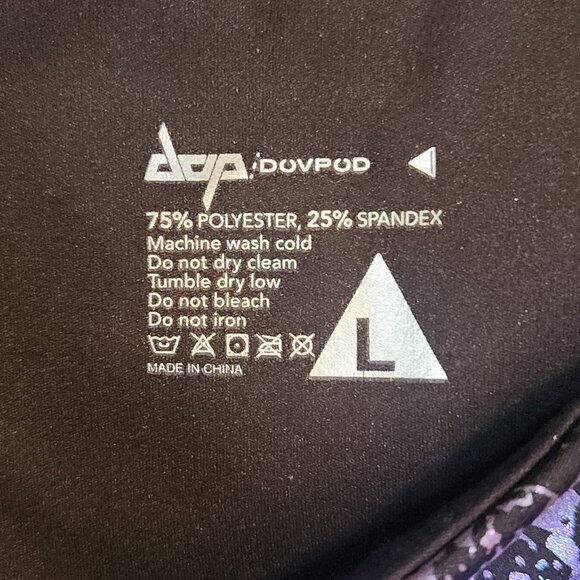 dop DOVPOD
75% POLYESTER, 25% SPANDEX
Machine wash cold
Do not dry cleam
Tumble dry low
Do not bleach
Do not iron
L
MADE IN CHINA